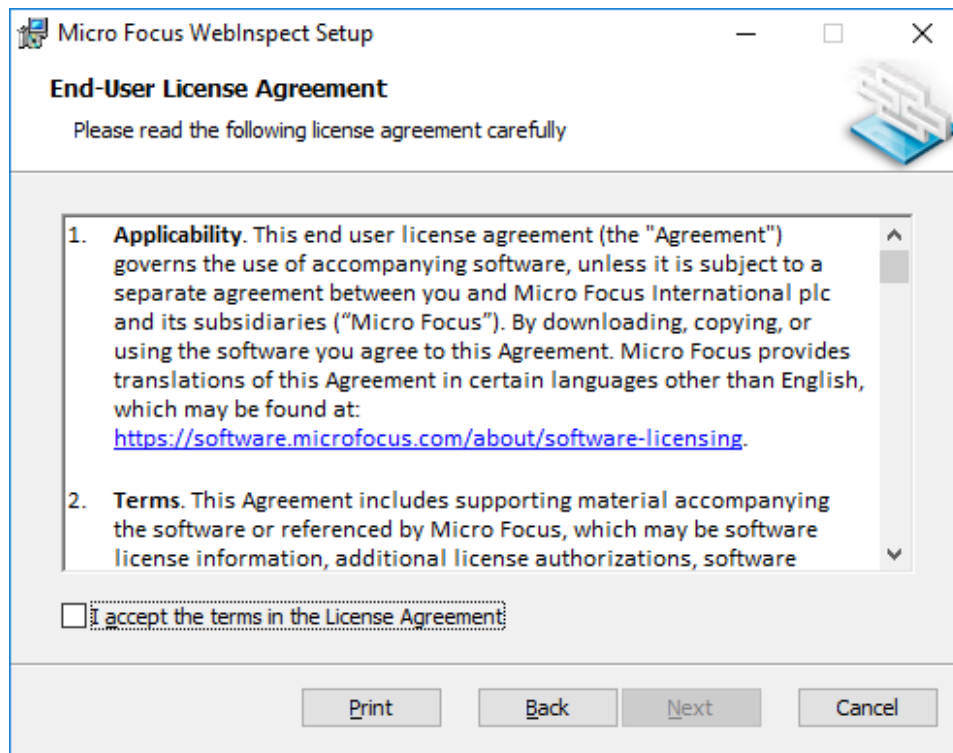 Micro Focus WebInspect Setup
End-User License Agreement
Please read the following license agreement carefully
1. Applicability. This end user license agreement (the "Agreement")
governs the use of accompanying software, unless it is subject to a
separate agreement between you and Micro Focus International plc
and its subsidiaries (“Micro Focus”). By downloading, copying, or
using the software you agree to this Agreement. Micro Focus provides
translations of this Agreement in certain languages other than English,
which may be found at:
https://software.microfocus.com/about/software-licensing.
2. Terms. This Agreement includes supporting material accompanying
the software or referenced by Micro Focus, which may be software
license information, additional license authorizations, software
I accept the terms in the License Agreement
Print Back Next Cancel